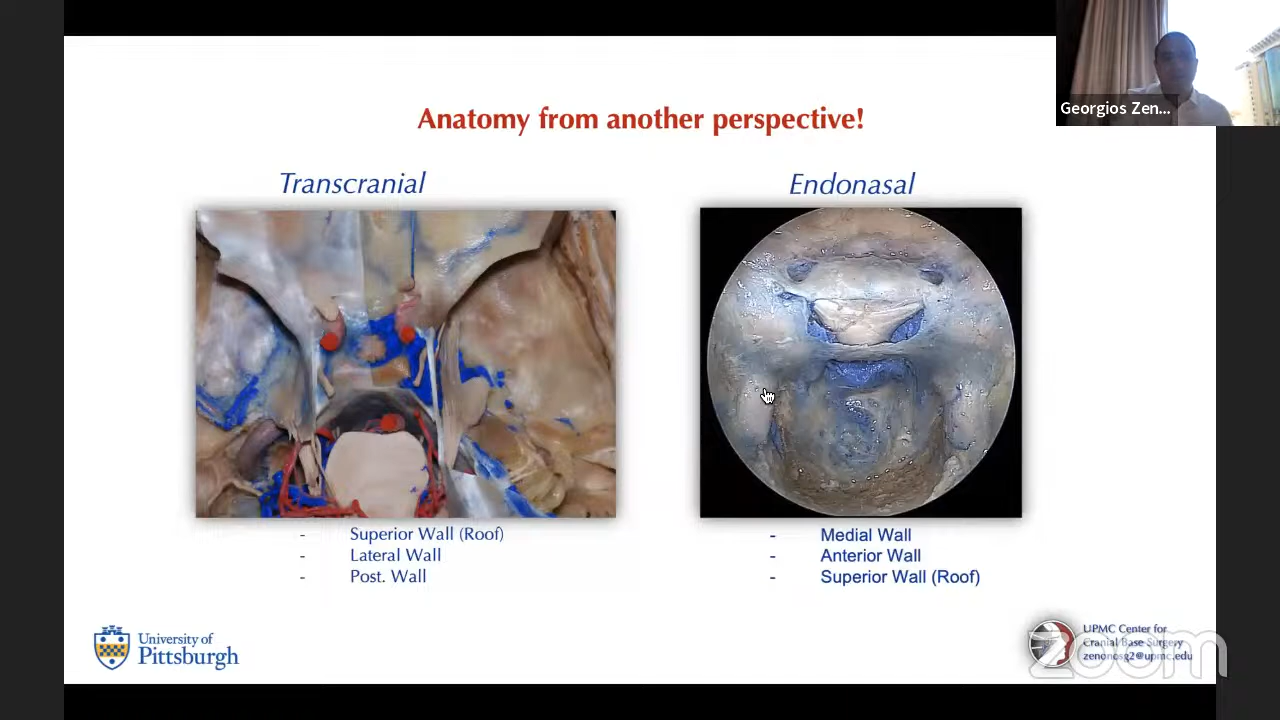 Georgios Zen...
Anatomy from another perspective!
Transcranial
Endonasal
- Superior Wall (Roof)
- Lateral Wall
- Post. Wall
- Medial Wall
- Anterior Wall
- Superior Wall (Roof)
University of
Pittsburgh
UPMC Center for
Cranial Base Surgery
zenonosg2@upmc.edu
zoom